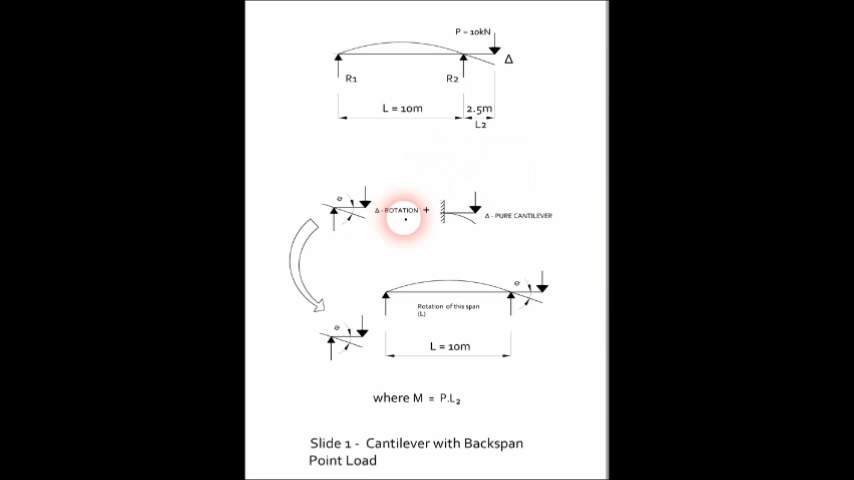 P = 10kN
Δ
R1
R2
L = 10m
2.5m
L2
θ
Δ - ROTATION
+
Δ - PURE CANTILEVER
θ
Rotation of this span
(L)
θ
L = 10m
where M = P.L₂
Slide 1 - Cantilever with Backspan
Point Load